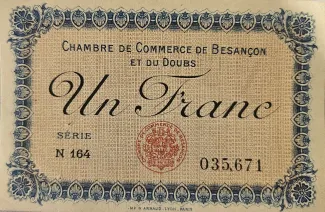 CHAMBRE DE COMMERCE DE BESANÇON
ET DU DOUBS
Un Franc
SÉRIE
N 164
035,671